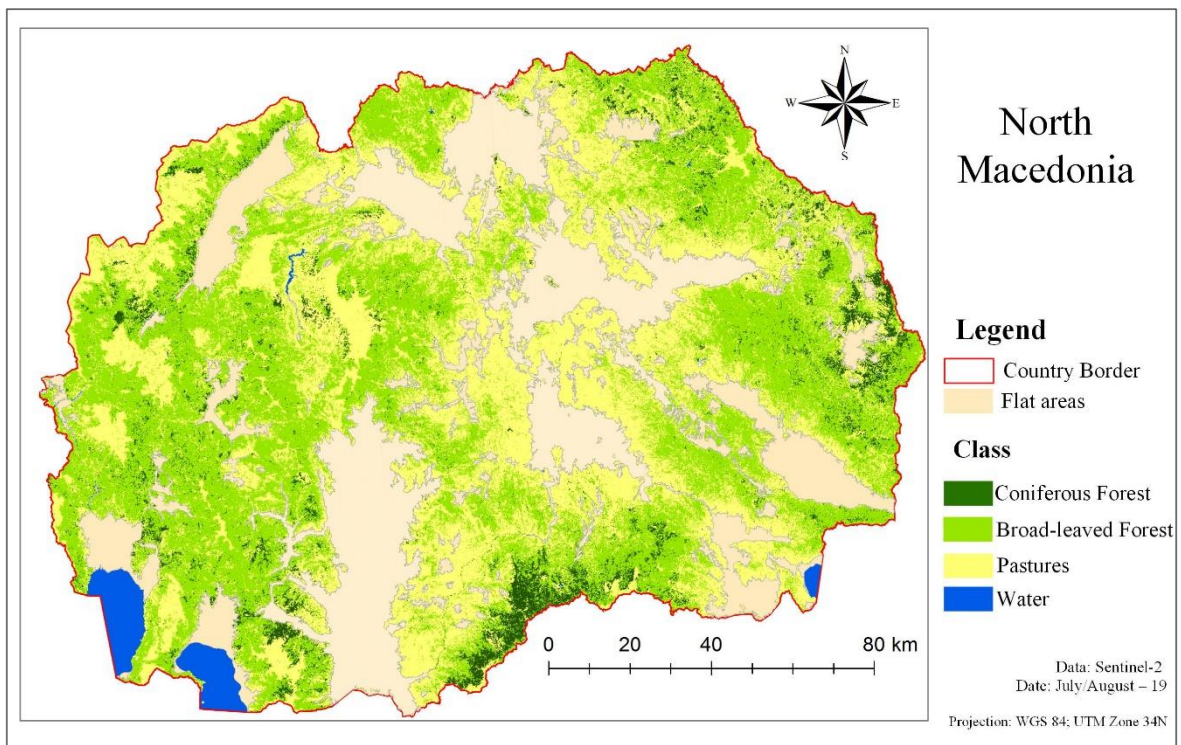 N
W
E
S
North
Macedonia
Legend
Country Border
Flat areas
Class
Coniferous Forest
Broad-leaved Forest
Pastures
Water
0 20 40 80 km
Data: Sentinel-2
Date: July/August – 19
Projection: WGS 84; UTM Zone 34N